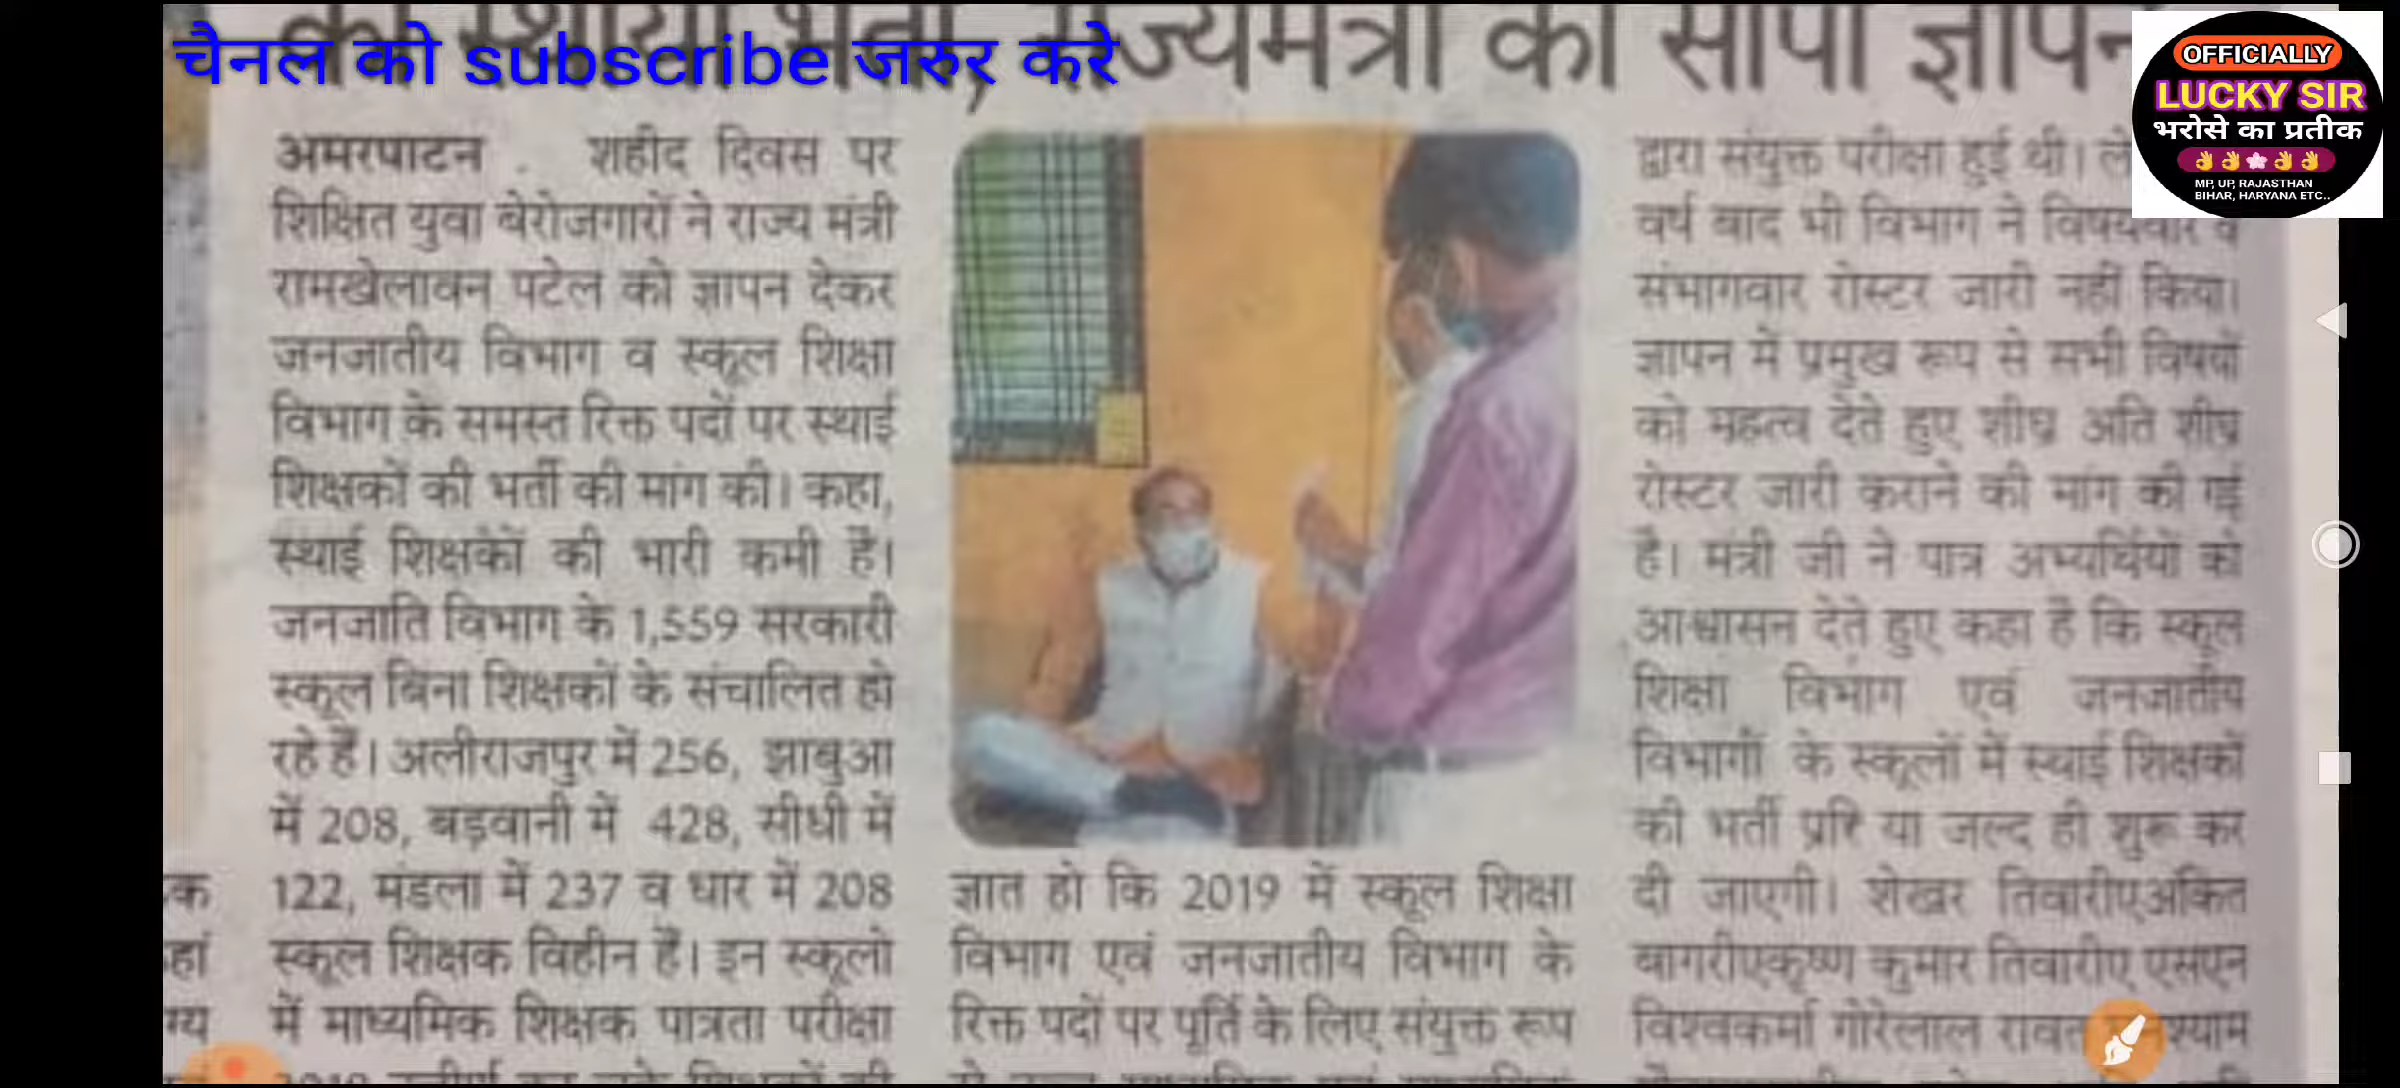 चैनल को subscribe जरुर करे
ज्यमंत्री को सौंपा ज्ञापन
OFFICIALLY
LUCKY SIR
भरोसे का प्रतीक
MP, UP, RAJASTHAN
BIHAR, HARYANA ETC..
अमरपाटन . शहीद दिवस पर
शिक्षित युवा बेरोजगारों ने राज्य मंत्री
रामखेलावन पटेल को ज्ञापन देकर
जनजातीय विभाग व स्कूल शिक्षा
विभाग के समस्त रिक्त पदों पर स्थाई
शिक्षकों की भर्ती की मांग की। कहा,
स्थाई शिक्षकों की भारी कमी है।
जनजाति विभाग के 1,559 सरकारी
स्कूल बिना शिक्षकों के संचालित हो
रहे हैं। अलीराजपुर में 256, झाबुआ
में 208, बड़वानी में 428, सीधी में
122, मंडला में 237 व धार में 208
स्कूल शिक्षक विहीन हैं। इन स्कूलो
में माध्यमिक शिक्षक पात्रता परीक्षा
ज्ञात हो कि 2019 में स्कूल शिक्षा
विभाग एवं जनजातीय विभाग के
रिक्त पदों पर पूर्ति के लिए संयुक्त रूप
द्वारा संयुक्त परीक्षा हुई थी।
वर्ष बाद भी विभाग ने विषयवार व
संभागवार रोस्टर जारी नहीं किया।
ज्ञापन में प्रमुख रूप से सभी विषयों
को महत्व देते हुए शीघ्र अति शीघ्र
रोस्टर जारी कराने की मांग की गई
है। मंत्री जी ने पात्र अभ्यर्थियों को
आश्वासन देते हुए कहा है कि स्कूल
शिक्षा विभाग एवं जनजातीय
विभागों के स्कूलों में स्थाई शिक्षकों
की भर्ती प्ररि या जल्द ही शुरू कर
दी जाएगी। शेखर तिवारीएअंकित
बागरीएकृष्ण कुमार तिवारीए एसएन
विश्वकर्मा गोरेलाल रावत